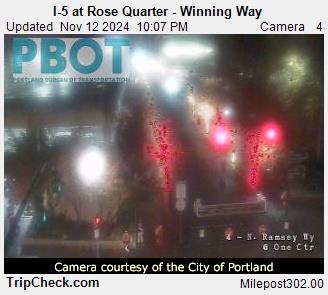 I-5 at Rose Quarter - Winning Way
Updated Nov 12 2024 10:07 PM Camera 4
PBOT
PORTLAND BUREAU OF TRANSPORTATION
4 - N. Ramsey Wy
@ One Ctr
Camera courtesy of the City of Portland
TripCheck.com Milepost302.00